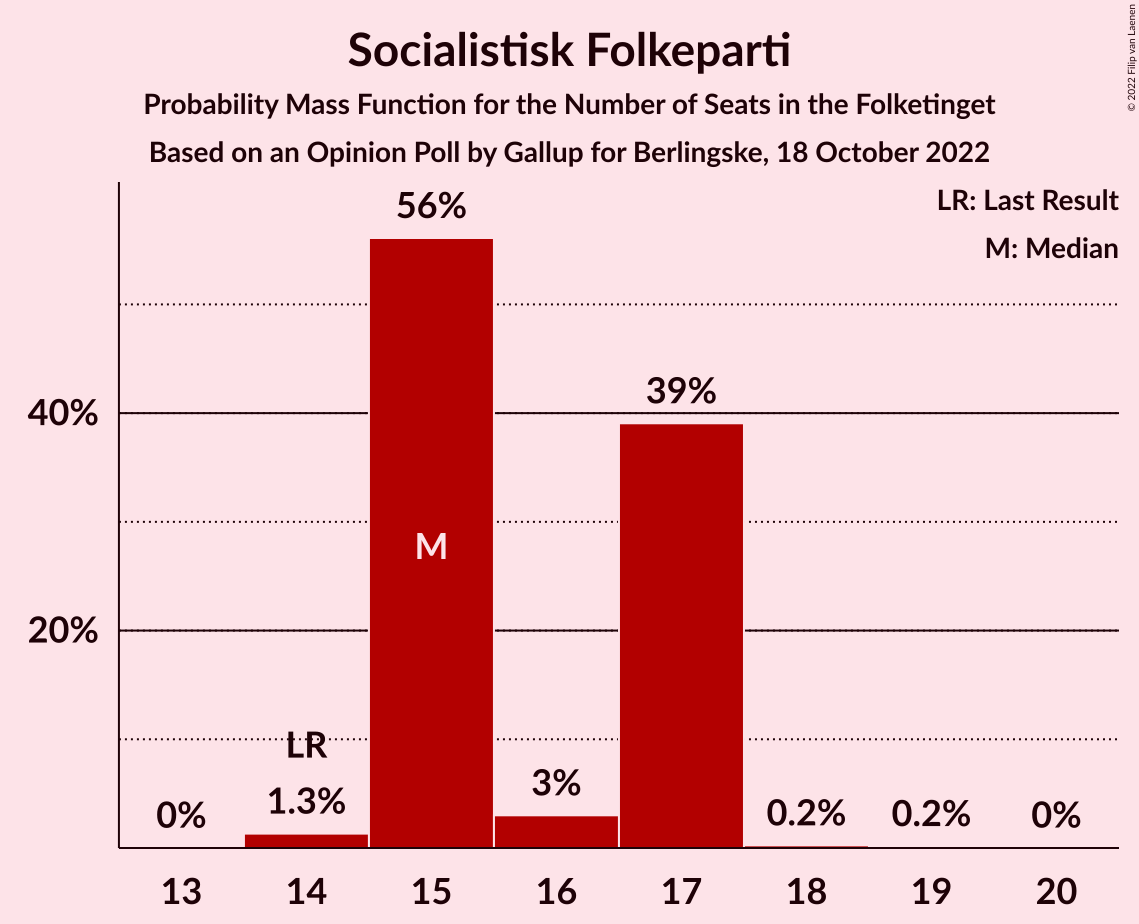 Socialistisk Folkeparti
Probability Mass Function for the Number of Seats in the Folketinget
Based on an Opinion Poll by Gallup for Berlingske, 18 October 2022
© 2022 Filip van Laenen
LR: Last Result
M: Median
56%
39%
40%
M
20%
LR
1.3%
3%
0%
0.2%
0.2%
0%
13 14 15 16 17 18 19 20